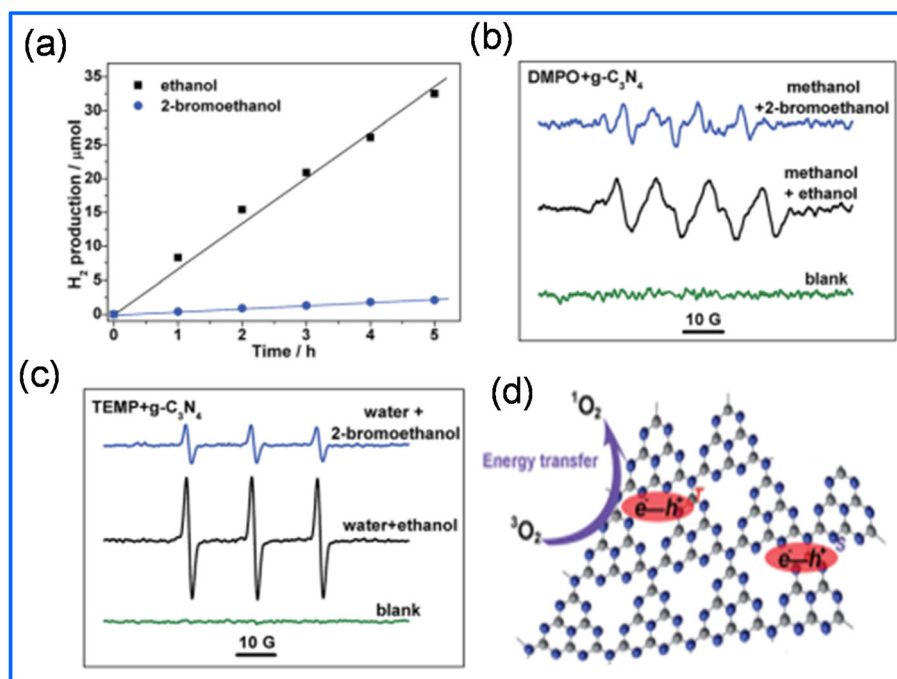 (a)
35
30
25
20
15
10
5
0
H₂ production / μmol
ethanol
2-bromoethanol
0 1 2 3 4 5
Time / h
(b)
DMPO+g-C₃N₄
methanol
+2-bromoethanol
methanol
+ ethanol
blank
10 G
(c)
TEMP+g-C₃N₄
water +
2-bromoethanol
water+ethanol
blank
10 G
(d)
¹O₂
Energy transfer
³O₂
e⁻—h⁺
T
e⁻—h⁺
S